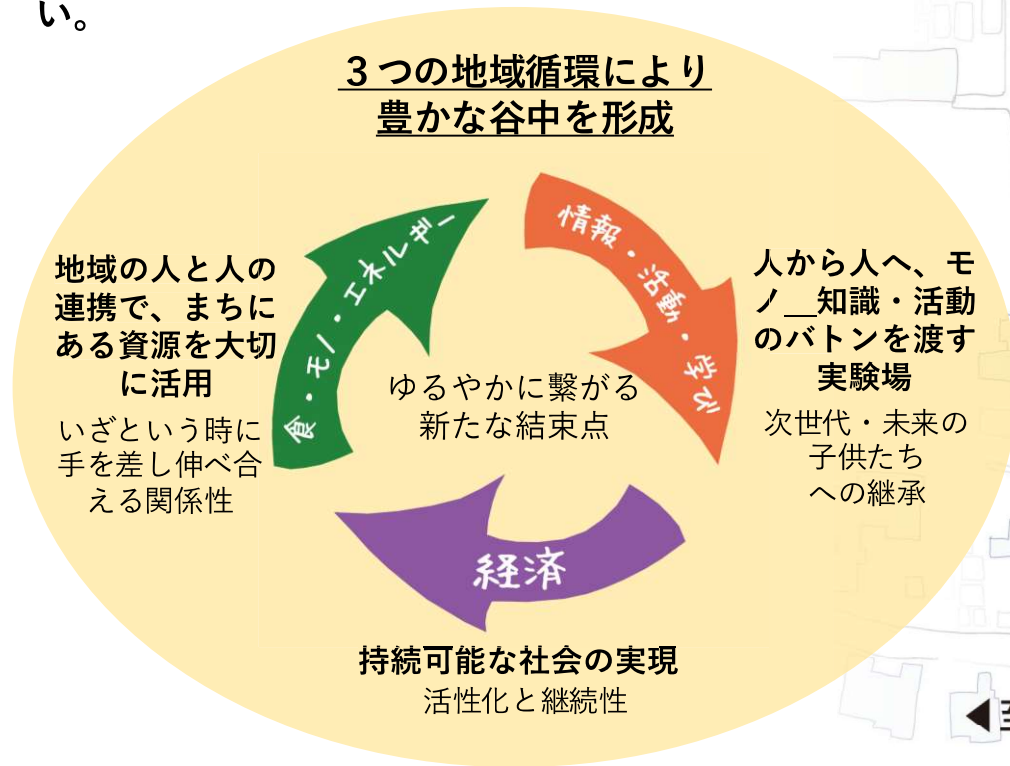 い。
３つの地域循環により
豊かな谷中を形成
食・モノ・エネルギー
情報・活動・学び
地域の人と人の
連携で、まちに
ある資源を大切
に活用
いざという時に
手を差し伸べ合
える関係性
ゆるやかに繋がる
新たな結束点
人から人へ、モ
ノ＿知識・活動
のバトンを渡す
実験場
次世代・未来の
子供たち
への継承
経済
持続可能な社会の実現
活性化と継続性